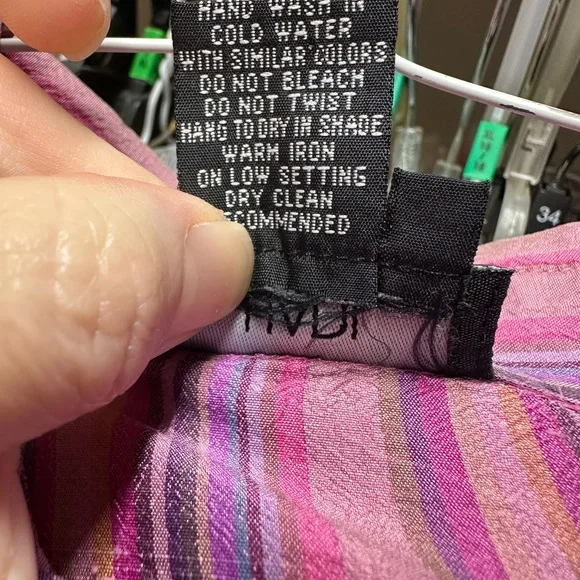 HAND WASH IN
COLD WATER
WITH SIMILAR COLORS
DO NOT BLEACH
DO NOT TWIST
HANG TO DRY IN SHADE
WARM IRON
ON LOW SETTING
DRY CLEAN
RECOMMENDED
34